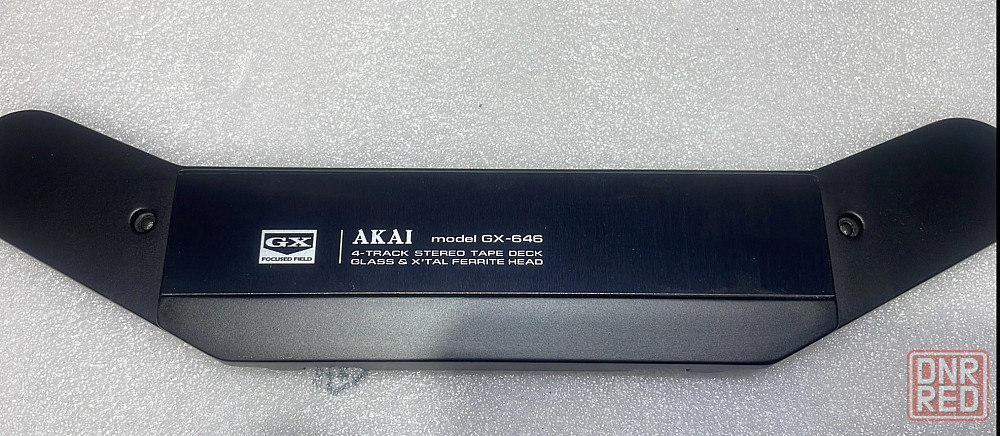 GX
FOCUSED FIELD
AKAI model GX-646
4-TRACK STEREO TAPE DECK
GLASS & X'TAL FERRITE HEAD
DNR
RED